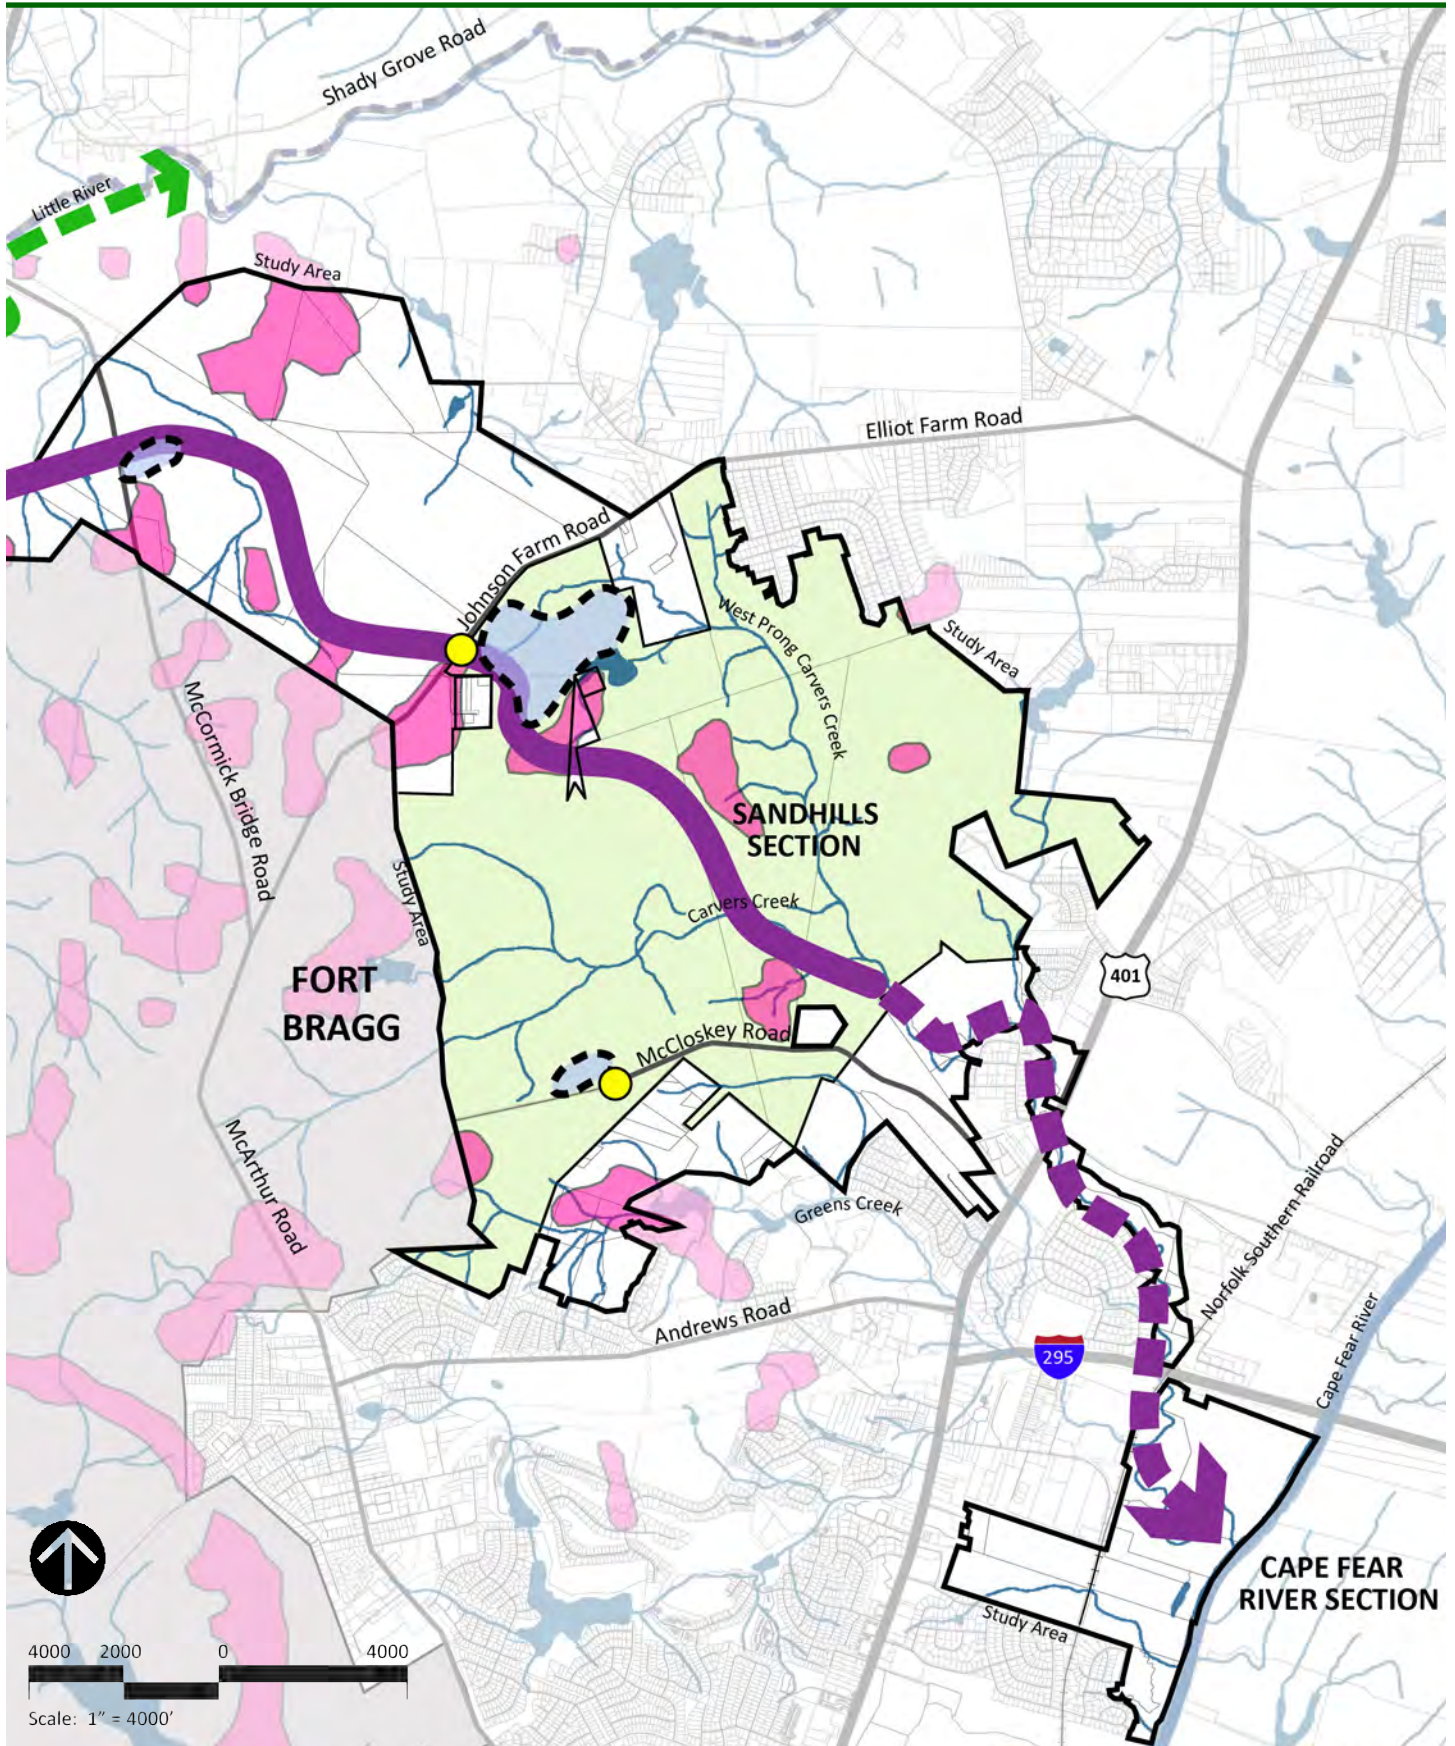 Shady Grove Road
Little River
Study Area
Elliot Farm Road
Johnson Farm Road
West Prong Carvers Creek
Study Area
McCormick Bridge Road
SANDHILLS
SECTION
Study Area
Carvers Creek
FORT
BRAGG
401
McCloskey Road
McArthur Road
Greens Creek
Norfolk Southern Railroad
Andrews Road
Cape Fear River
295
CAPE FEAR
RIVER SECTION
Study Area
4000 2000 0 4000
Scale: 1" = 4000'